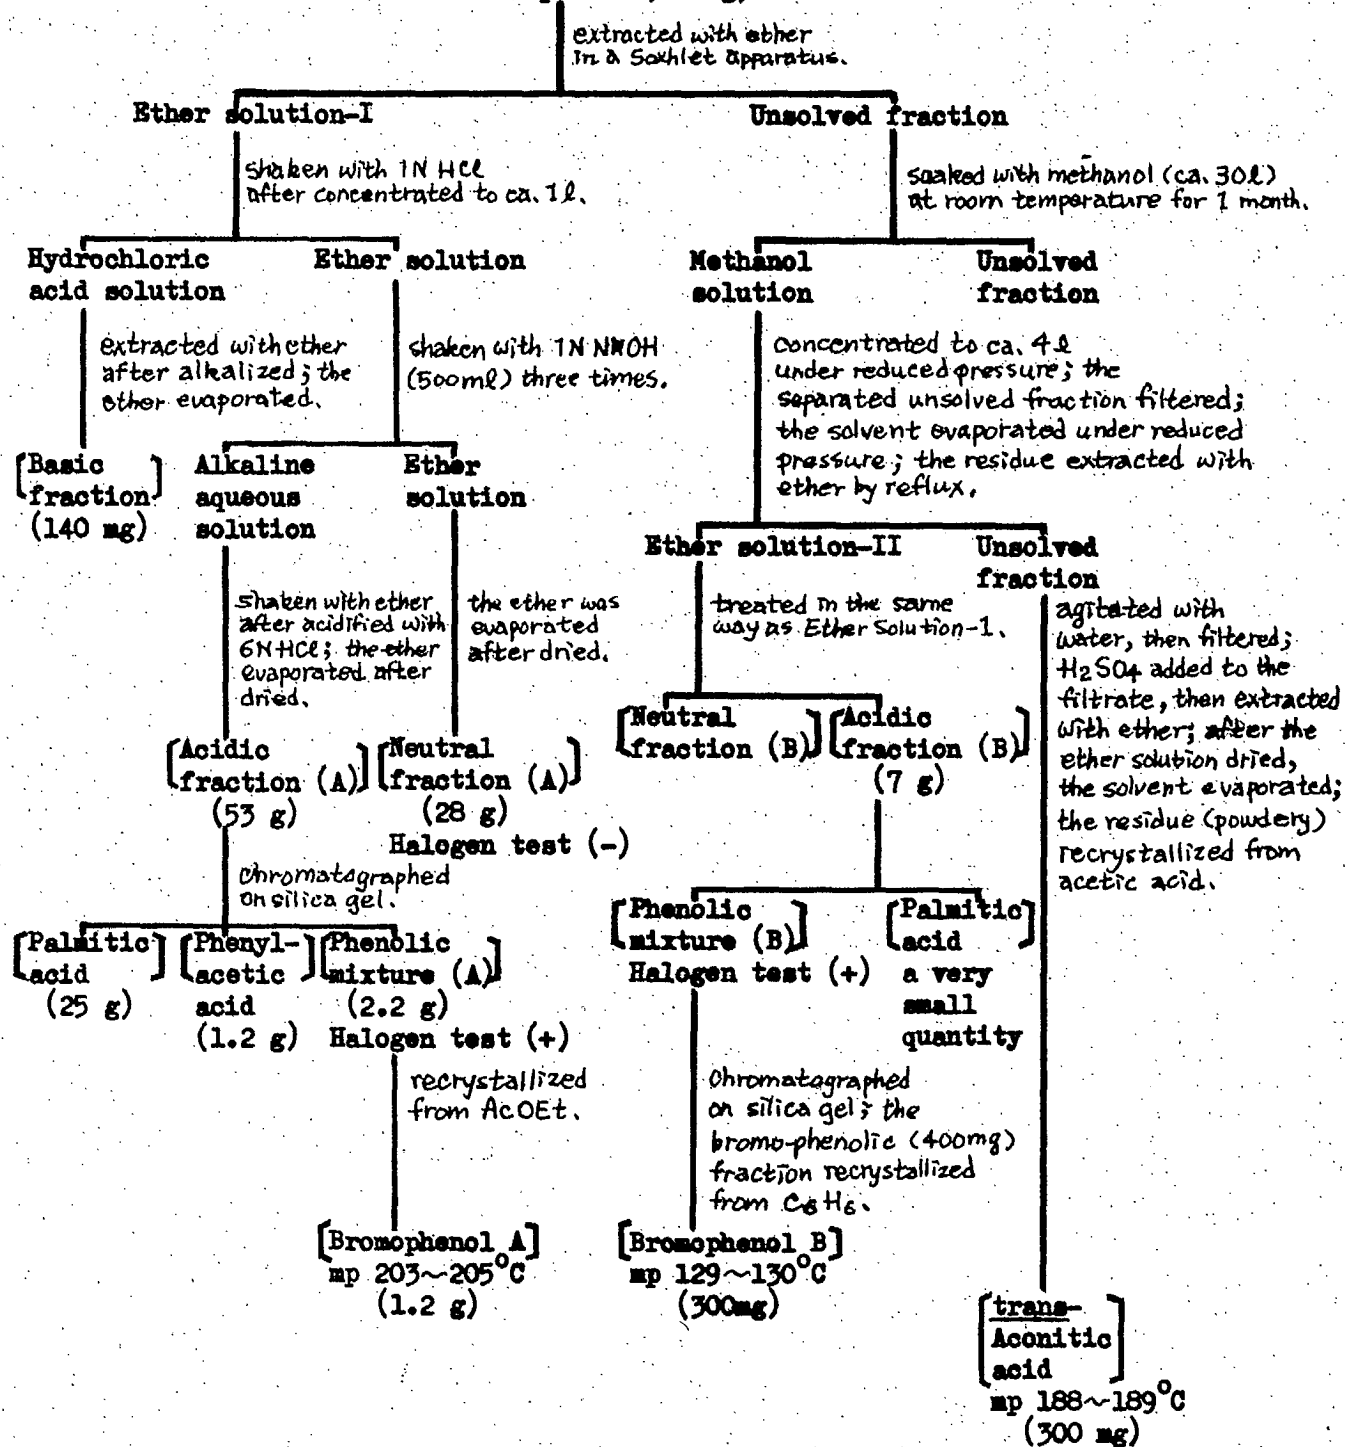 extracted with ether
in a Soxhlet apparatus.
Ether solution-I
Unsolved fraction
shaken with 1N HCl
after concentrated to ca. 1l.
soaked with methanol (ca. 30l)
at room temperature for 1 month.
Hydrochloric
acid solution
Ether solution
Methanol
solution
Unsolved
fraction
extracted with ether
after alkalized; the
ether evaporated.
shaken with 1N
(500ml) three times.
concentrated to ca. 4l
under reduced pressure; the
separated unsolved fraction filtered;
the solvent evaporated under reduced
pressure; the residue extracted with
ether by reflux.
[Basic
fraction]
(140 mg)
Alkaline
aqueous
solution
Ether
solution
Ether solution-II
Unsolved
fraction
shaken with ether
after acidified with
6N HCl; the ether
evaporated after
dried.
the ether was
evaporated
after dried.
treated in the same
way as Ether Solution-1.
agitated with
water, then filtered;
H2SO4 added to the
filtrate, then extracted
with ether; after the
ether solution dried,
the solvent evaporated;
the residue (powdery)
recrystallized from
acetic acid.
[Acidic
fraction (A)]
(53 g)
[Neutral
fraction (A)]
(28 g)
Halogen test (-)
[Neutral
fraction (B)]
[Acidic
fraction (B)]
(7 g)
chromatographed
on silica gel.
[Palmitic
acid]
(25 g)
[Phenyl-
acetic
acid]
(1.2 g)
[Phenolic
mixture (A)]
(2.2 g)
Halogen test (+)
[Phenolic
mixture (B)]
Halogen test (+)
[Palmitic
acid]
a very
small
quantity
recrystallized
from AcOEt.
chromatographed
on silica gel; the
bromo-phenolic (400mg)
fraction recrystallized
from C6H6.
[Bromophenol A]
mp 203~205°C
(1.2 g)
[Bromophenol B]
mp 129~130°C
(300mg)
[trans-
Aconitic
acid]
mp 188~189°C
(300 mg)